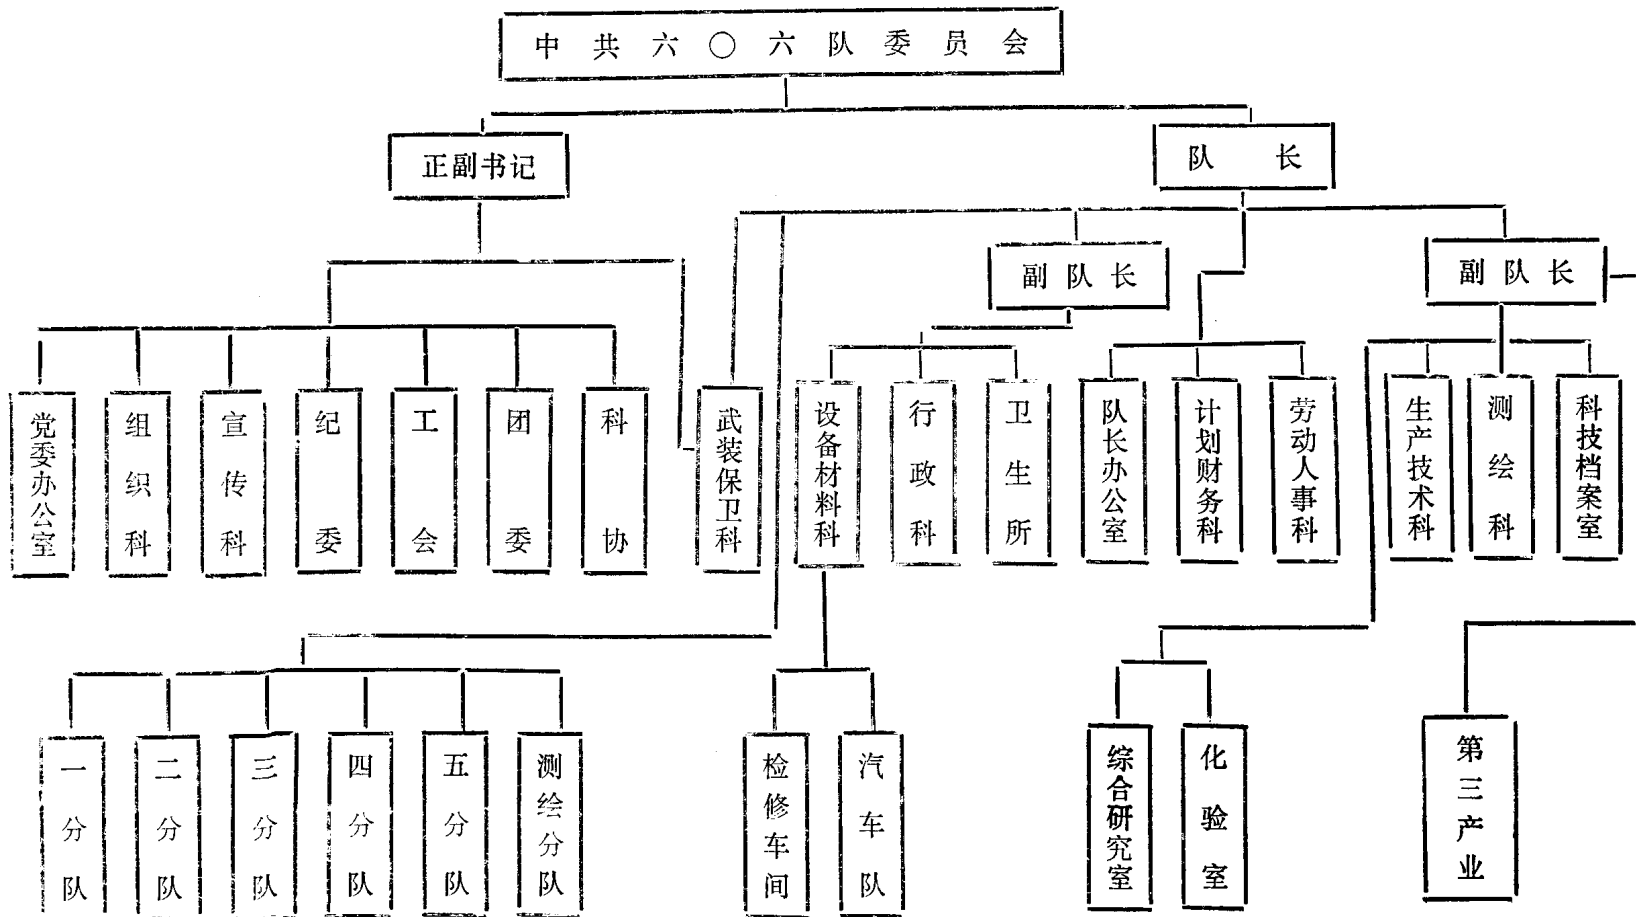 中共六〇六队委员会
正副书记
队长
副队长
副队长
党委办公室
组织科
宣传科
纪委
工会
团委
科协
武装保卫科
设备材料科
行政科
卫生所
队长办公室
计划财务科
劳动人事科
生产技术科
测绘科
科技档案室
一分队
二分队
三分队
四分队
五分队
测绘分队
检修车间
汽车队
综合研究室
化验室
第三产业